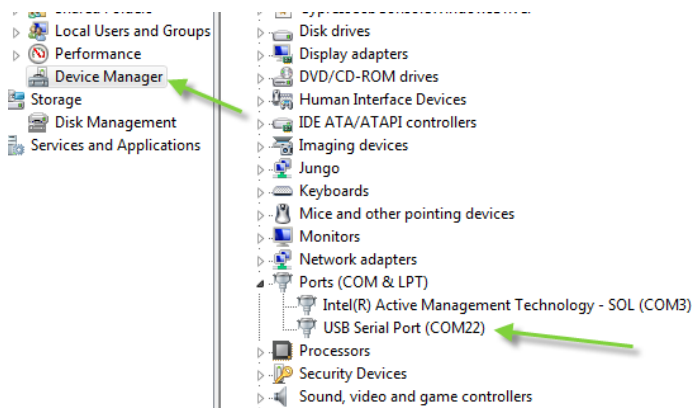 Shared Folders
Local Users and Groups
Performance
Device Manager
Storage
Disk Management
Services and Applications
Disk drives
Display adapters
DVD/CD-ROM drives
Human Interface Devices
IDE ATA/ATAPI controllers
Imaging devices
Jungo
Keyboards
Mice and other pointing devices
Monitors
Network adapters
Ports (COM & LPT)
Intel(R) Active Management Technology - SOL (COM3)
USB Serial Port (COM22)
Processors
Security Devices
Sound, video and game controllers